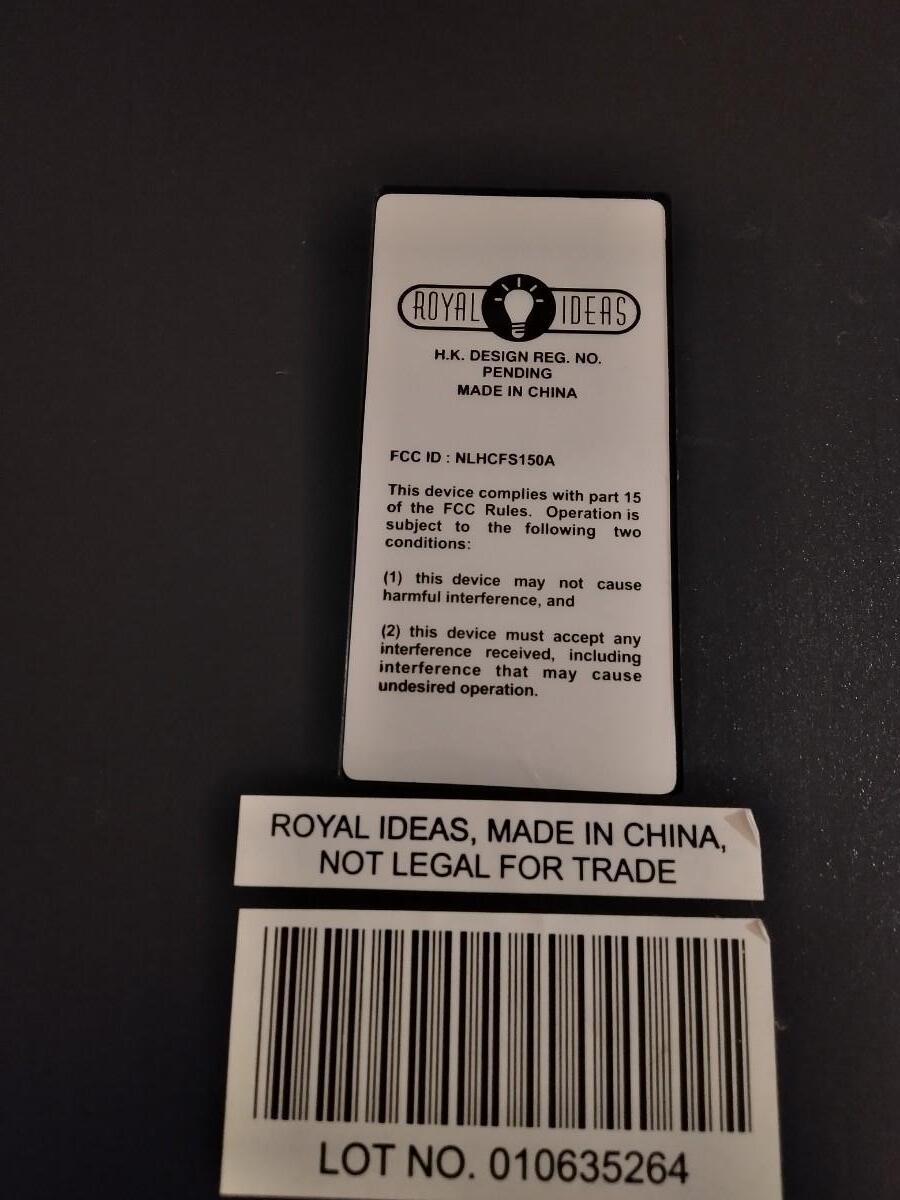 ROYAL IDEAS
H.K. DESIGN REG. NO.
PENDING
MADE IN CHINA
FCC ID : NLHCFS150A
This device complies with part 15
of the FCC Rules. Operation is
subject to the following two
conditions:
(1) this device may not cause
harmful interference, and
(2) this device must accept any
interference received, including
interference that may cause
undesired operation.
ROYAL IDEAS, MADE IN CHINA,
NOT LEGAL FOR TRADE
LOT NO. 010635264